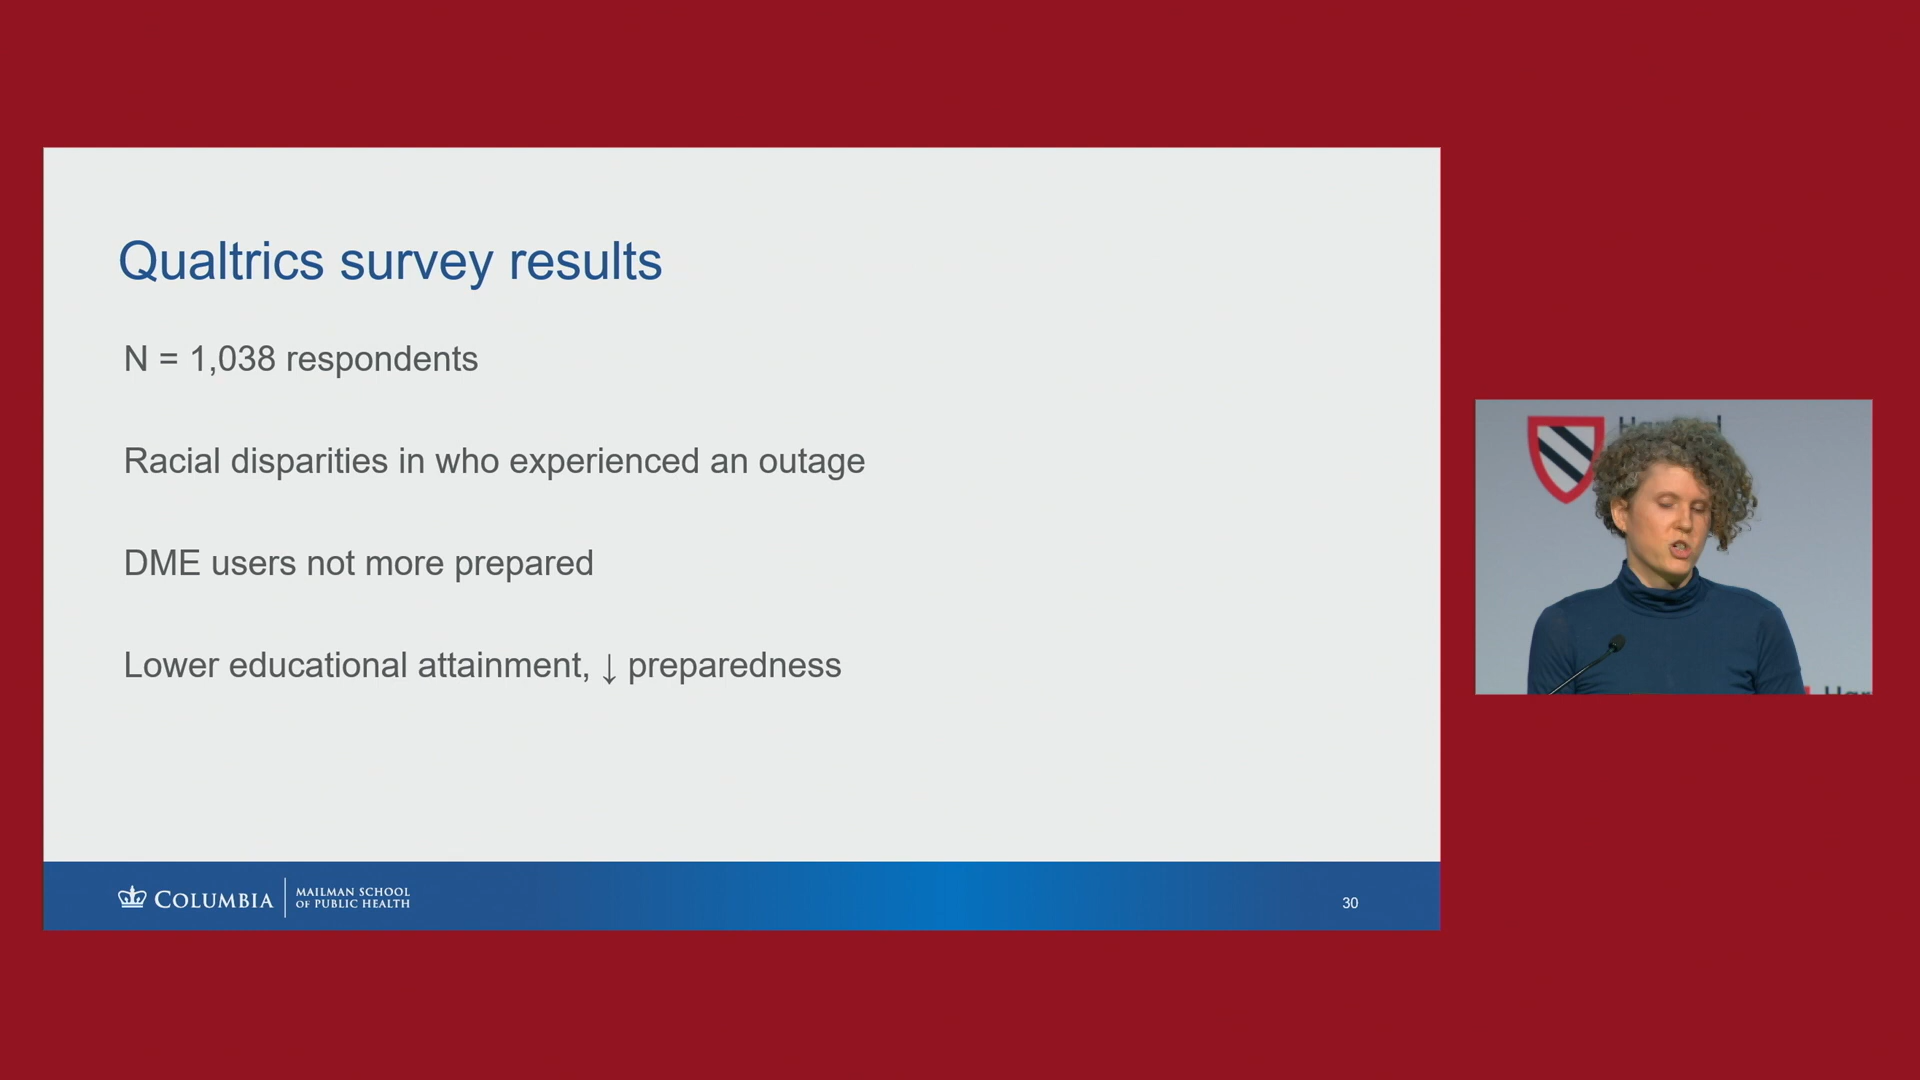 Qualtrics survey results
N = 1,038 respondents
Racial disparities in who experienced an outage
DME users not more prepared
Lower educational attainment, ↓ preparedness
COLUMBIA
MAILMAN SCHOOL
OF PUBLIC HEALTH
30